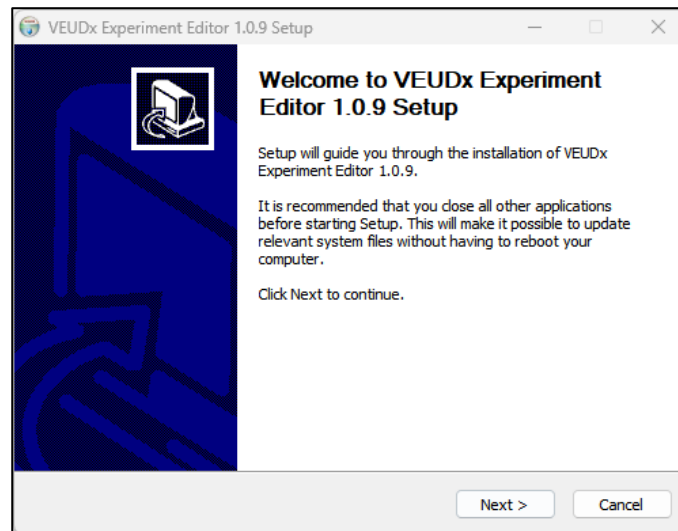 VEUDx Experiment Editor 1.0.9 Setup
Welcome to VEUDx Experiment
Editor 1.0.9 Setup
Setup will guide you through the installation of VEUDx
Experiment Editor 1.0.9.
It is recommended that you close all other applications
before starting Setup. This will make it possible to update
relevant system files without having to reboot your
computer.
Click Next to continue.
Next >
Cancel